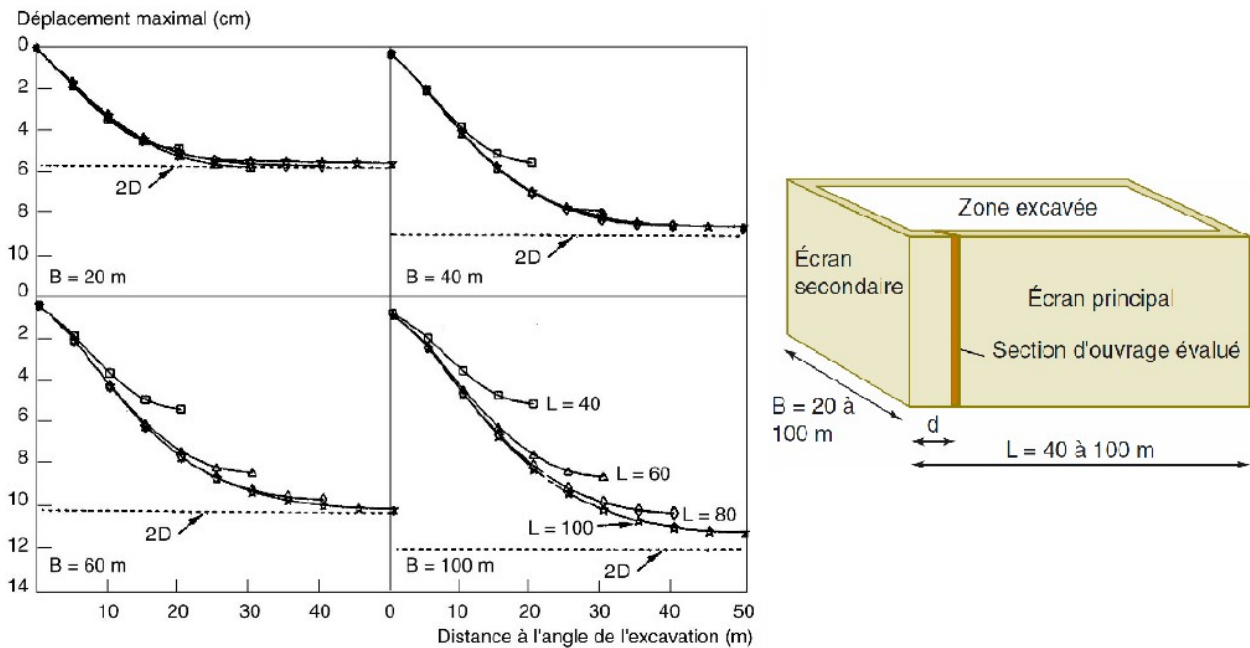 Déplacement maximal (cm)
0
2
4
6
8
10
2D
B = 20 m
2D
B = 40 m
0
2
4
6
8
10
12
14
2D
B = 60 m
L = 40
L = 60
L = 80
L = 100
2D
B = 100 m
0 10 20 30 40 0 10 20 30 40 50
Distance à l'angle de l'excavation (m)
Zone excavée
Écran
secondaire
Écran principal
Section d'ouvrage évalué
B = 20 à
100 m
d
L = 40 à 100 m